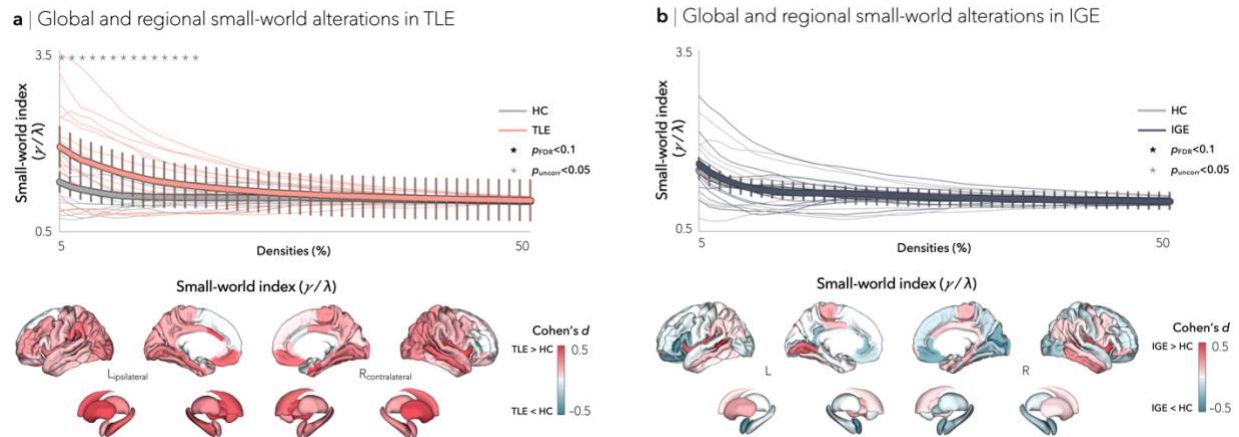 a | Global and regional small-world alterations in TLE
3.5
* * * * * * * * * * * * * * *
Small-world index
(γ/λ)
HC
TLE
★ pFDR<0.1
★ puncorr<0.05
0.5
5
50
Densities (%)
Small-world index (γ/λ)
Cohen's d
TLE > HC
0.5
TLE < HC
–0.5
Lipsilateral
Rcontralateral
b | Global and regional small-world alterations in IGE
3.5
Small-world index
(γ/λ)
HC
IGE
★ pFDR<0.1
★ puncorr<0.05
0.5
5
50
Densities (%)
Small-world index (γ/λ)
Cohen's d
IGE > HC
0.5
IGE < HC
–0.5
L
R